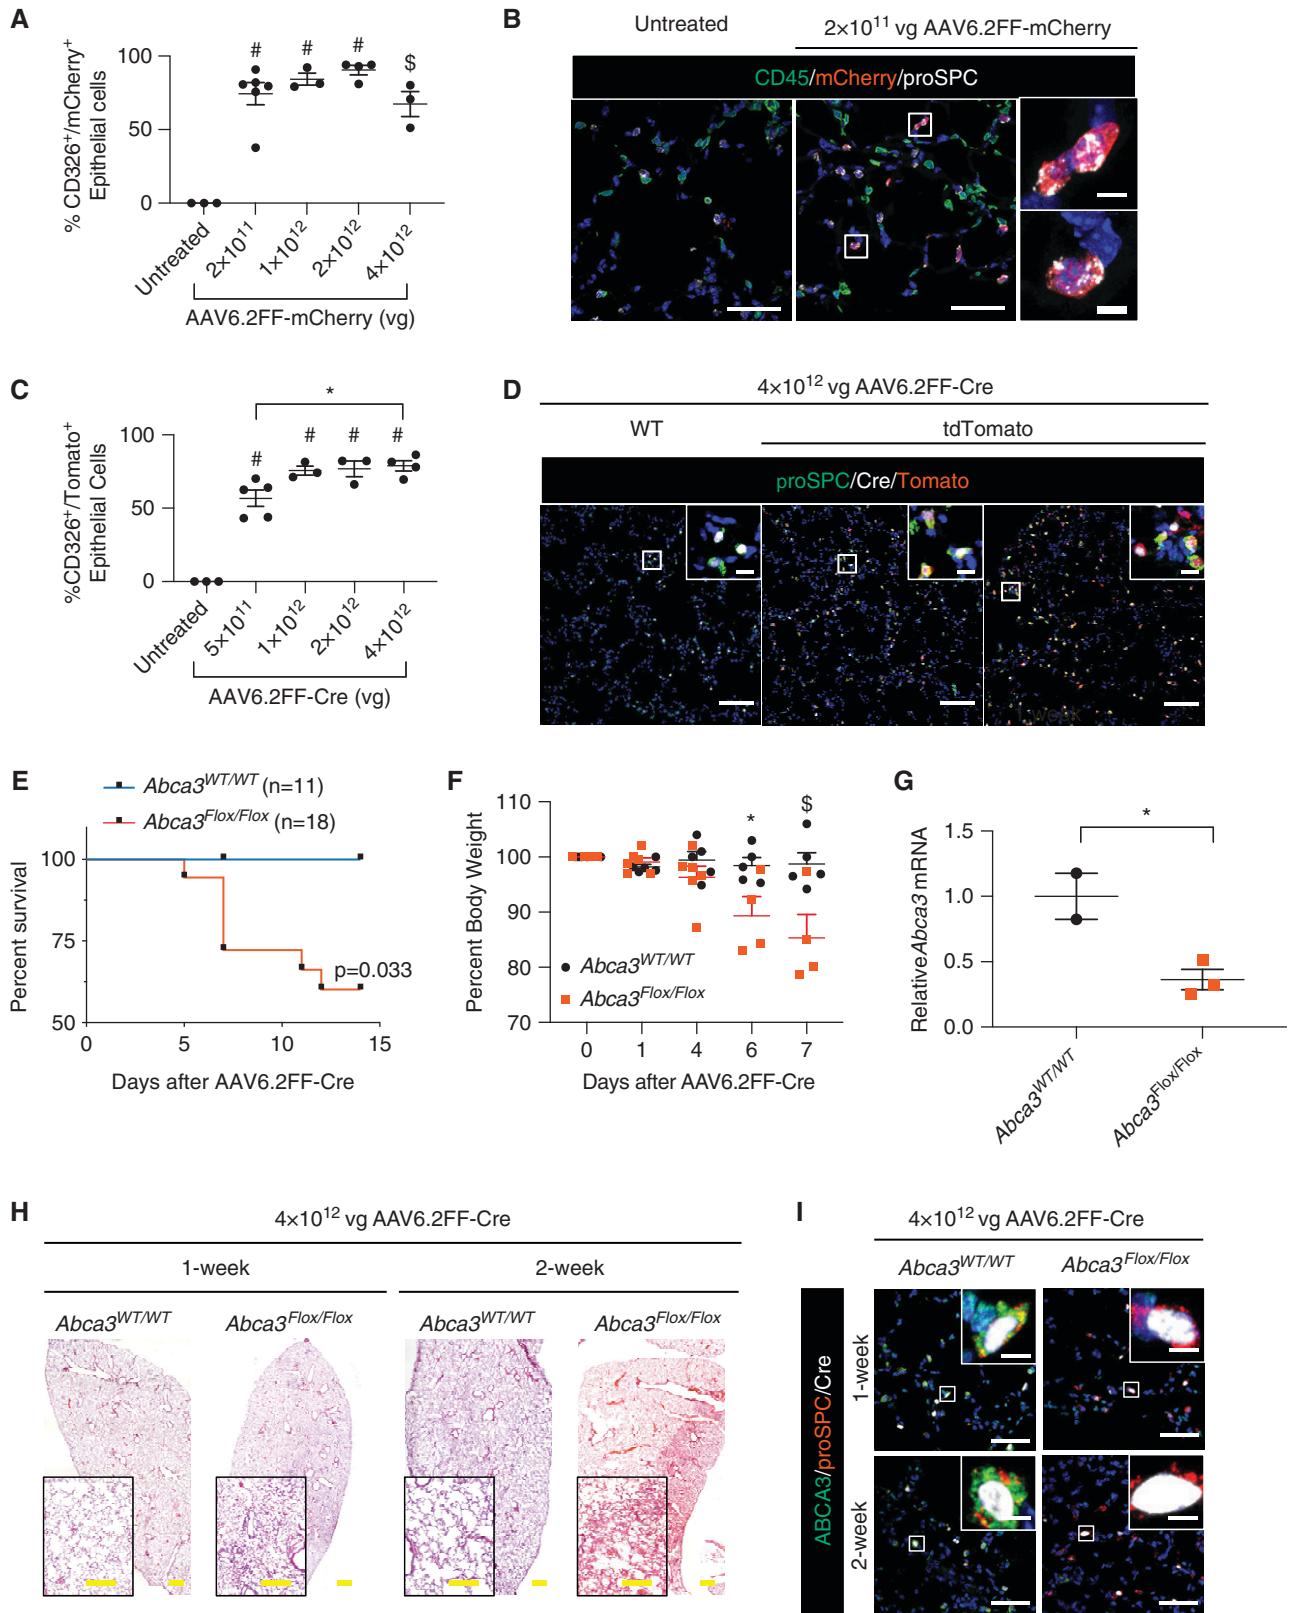 A
% CD326+/mCherry+
Epithelial cells
100
50
0
#
#
#
$
Untreated
2×10¹¹
1×10¹²
2×10¹²
4×10¹²
AAV6.2FF-mCherry (vg)
B
Untreated
2×10¹¹ vg AAV6.2FF-mCherry
CD45/mCherry/proSPC
C
%CD326+/Tomato+
Epithelial Cells
100
50
0
*
#
#
#
#
Untreated
5×10¹¹
1×10¹²
2×10¹²
4×10¹²
AAV6.2FF-Cre (vg)
D
4×10¹² vg AAV6.2FF-Cre
WT
tdTomato
proSPC/Cre/Tomato
week
E
Abca3WT/WT (n=11)
Abca3Flox/Flox (n=18)
Percent survival
100
75
50
p=0.033
0
5
10
15
Days after AAV6.2FF-Cre
F
Percent Body Weight
110
100
90
80
70
*
$
Abca3WT/WT
Abca3Flox/Flox
0
1
4
6
7
Days after AAV6.2FF-Cre
G
RelativeAbca3 mRNA
1.5
1.0
0.5
0.0
*
Abca3WT/WT
Abca3Flox/Flox
H
4×10¹² vg AAV6.2FF-Cre
1-week
2-week
Abca3WT/WT
Abca3Flox/Flox
Abca3WT/WT
Abca3Flox/Flox
I
4×10¹² vg AAV6.2FF-Cre
Abca3WT/WT
Abca3Flox/Flox
ABCA3/proSPC/Cre
1-week
2-week